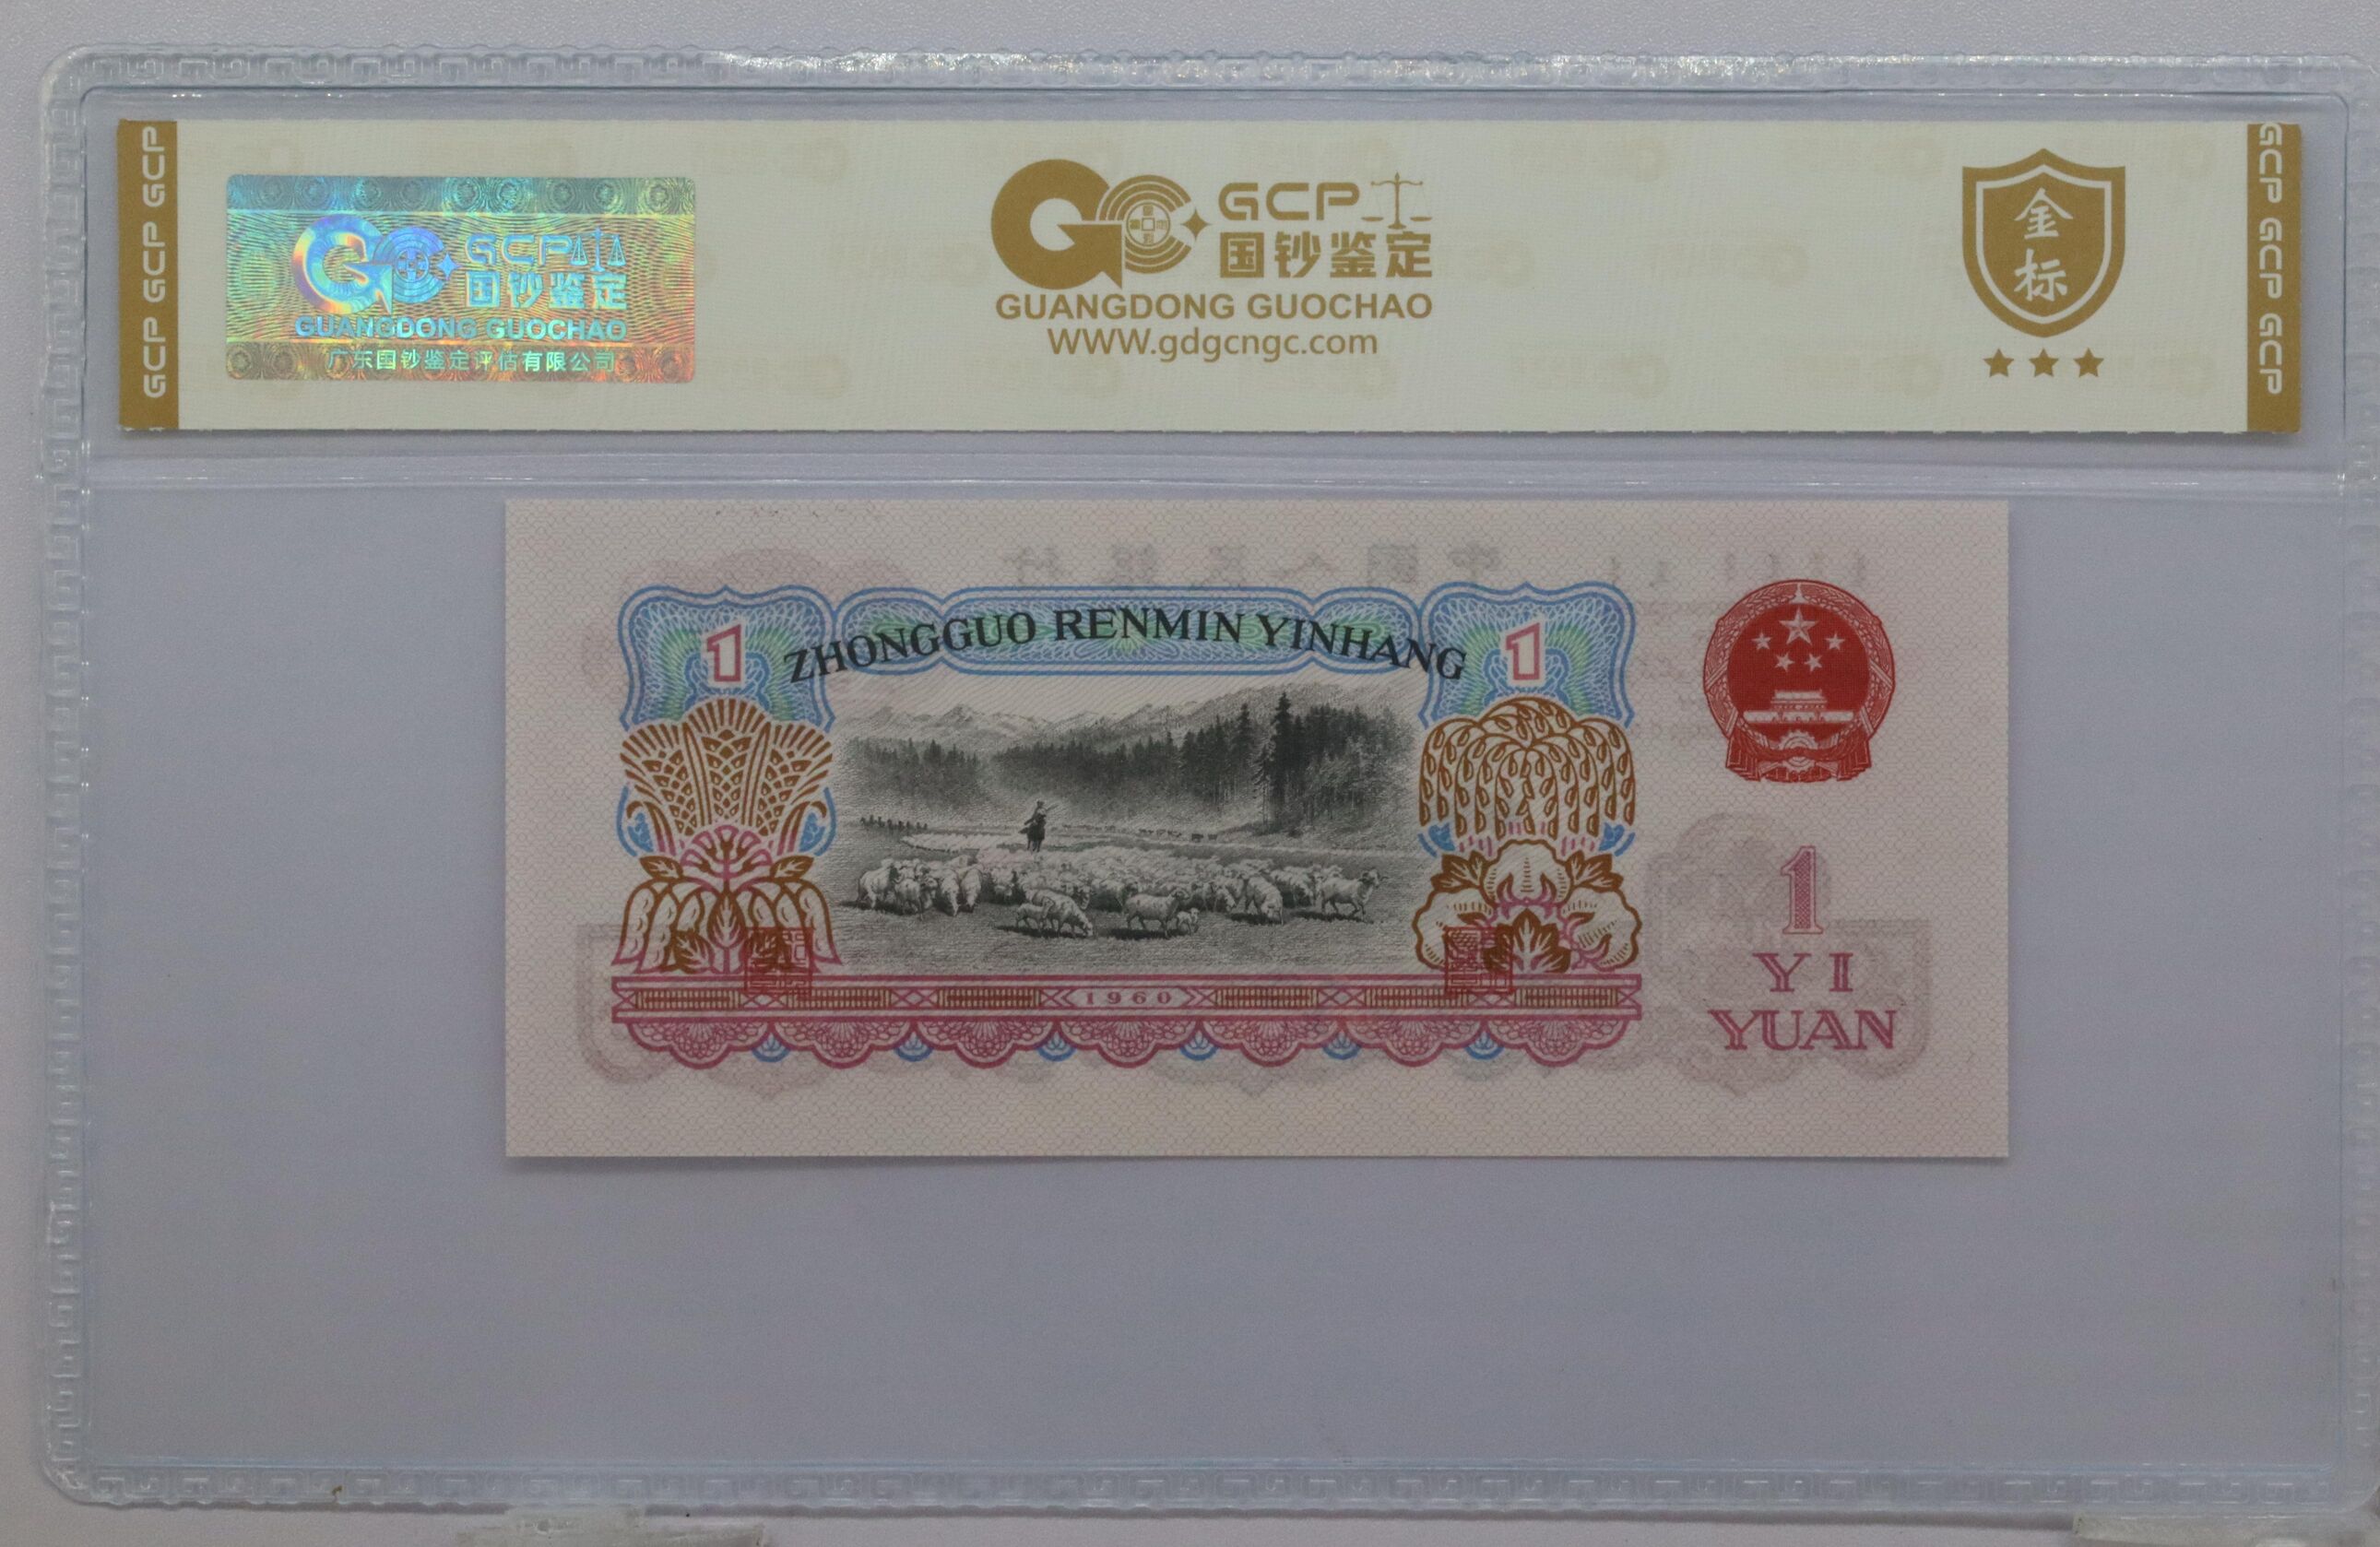 GCP GCP GCP
GCP
国钞鉴定
GUANGDONG GUOCHAO
广东国钞鉴定评估有限公司
GCP
国钞鉴定
GUANGDONG GUOCHAO
WWW.gdgcngc.com
金
标
GCP GCP GCP
1
ZHONGGUO RENMIN YINHANG
1
1
YI
YUAN
1960